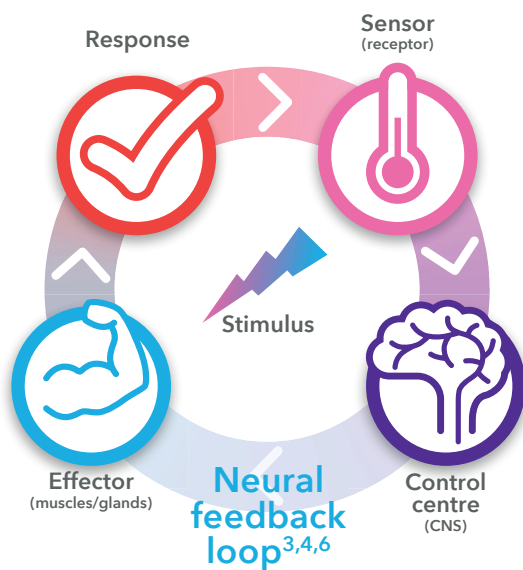 Response
Sensor
(receptor)
Stimulus
Effector
(muscles/glands)
Neural
feedback
loop3,4,6
Control
centre
(CNS)